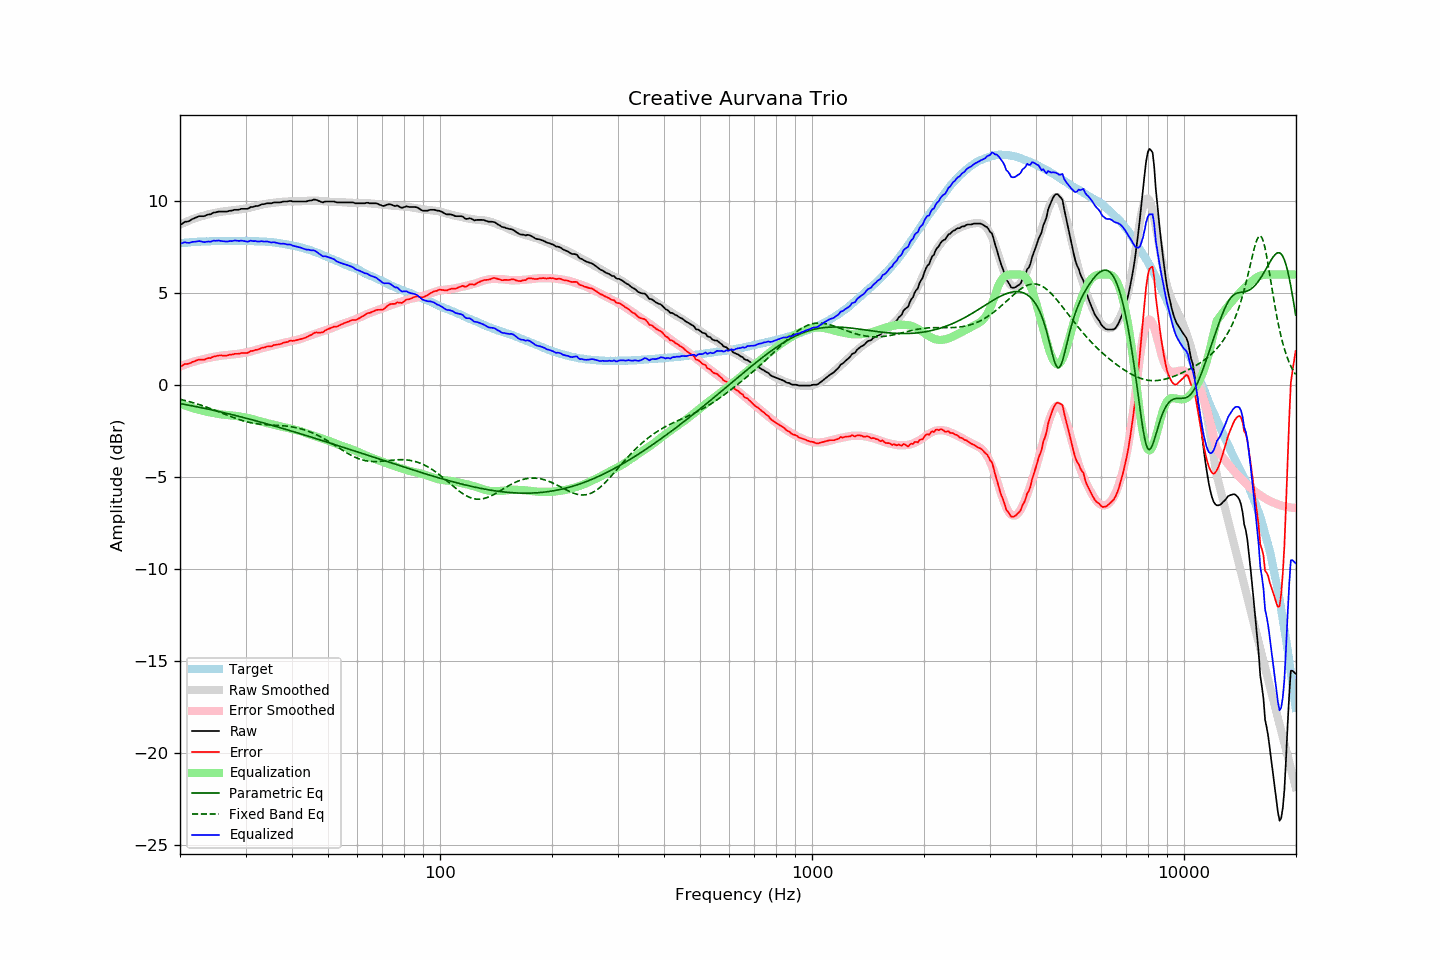 Creative Aurvana Trio
Amplitude (dBr)
10
5
0
−5
−10
−15
−20
−25
Target
Raw Smoothed
Error Smoothed
Raw
Error
Equalization
Parametric Eq
Fixed Band Eq
Equalized
100 1000 10000
Frequency (Hz)